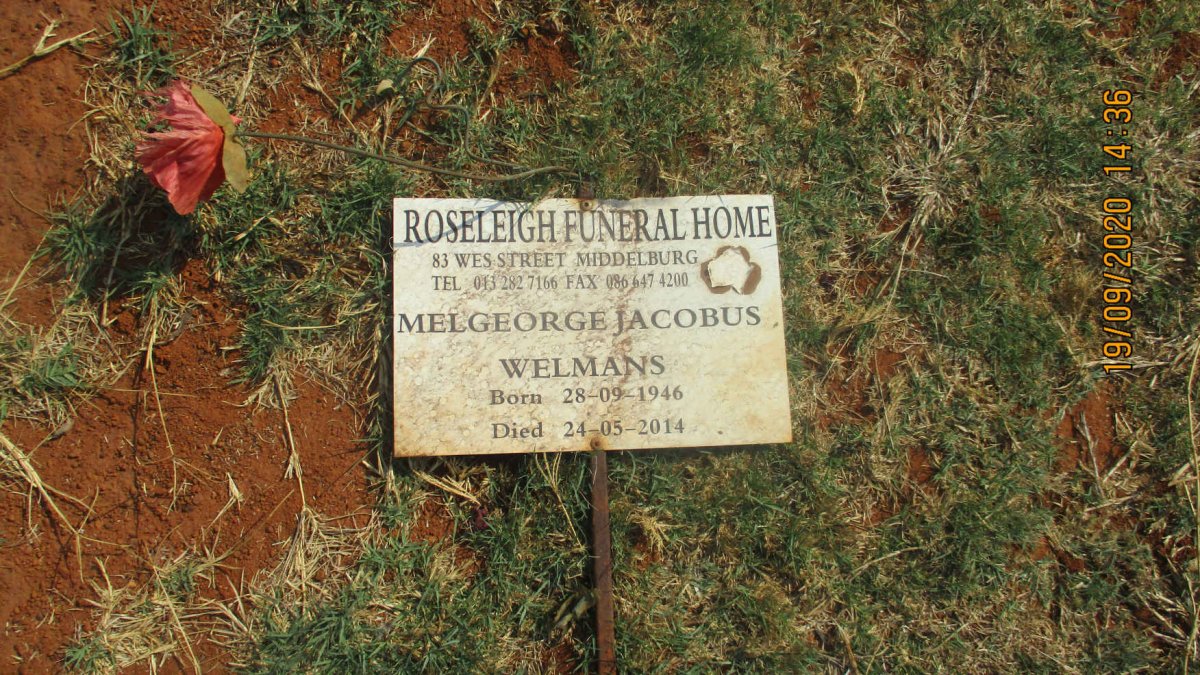 ROSELEIGH FUNERAL HOME
83 WES STREET MIDDELBURG
TEL 013 282 7166 FAX 086 647 4200
MELGEORGE JACOBUS
WELMANS
Born 28-09-1946
Died 24-05-2014
19/09/2020 14:36